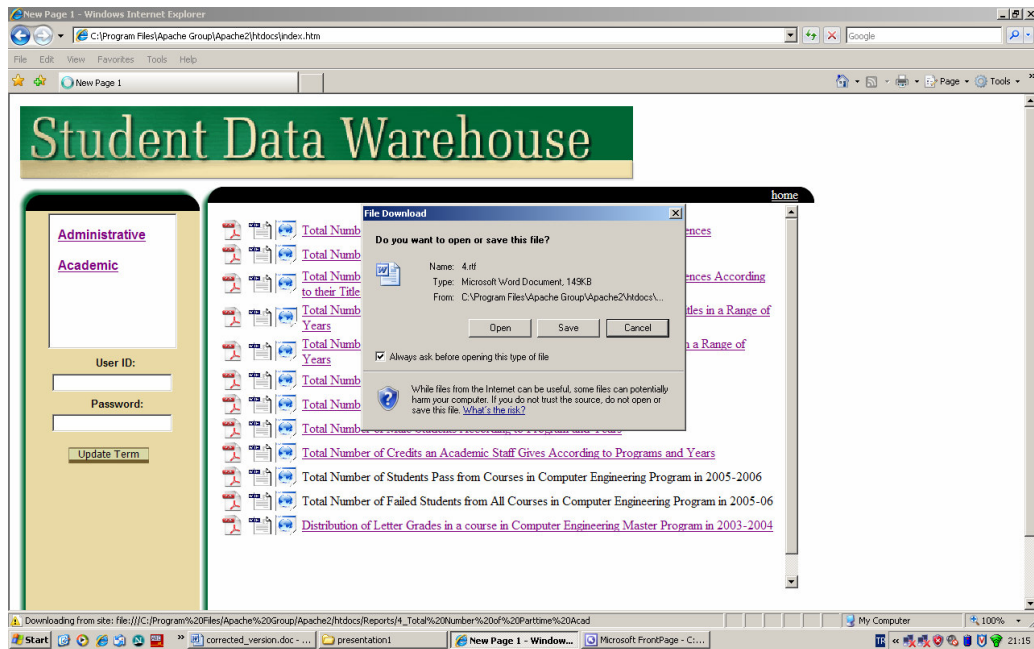 New Page 1 - Windows Internet Explorer
C:\Program Files\Apache Group\Apache2\htdocs\index.htm
Google
File Edit View Favorites Tools Help
New Page 1
Page Tools
Student Data Warehouse
home
Administrative
Academic
User ID:
Password:
Update Term
Total Numb
ences
Total Numb
Total Numb
ences According
to their Title
Total Numb
tles in a Range of
Years
Total Numb
n a Range of
Years
Total Numb
Total Numb
Total Number of Male Students According to Program and Years
Total Number of Credits an Academic Staff Gives According to Programs and Years
Total Number of Students Pass from Courses in Computer Engineering Program in 2005-2006
Total Number of Failed Students from All Courses in Computer Engineering Program in 2005-06
Distribution of Letter Grades in a course in Computer Engineering Master Program in 2003-2004
File Download
Do you want to open or save this file?
Name: 4.rtf
Type: Microsoft Word Document, 149KB
From: C:\Program Files\Apache Group\Apache2\htdocs\...
Open Save Cancel
Always ask before opening this type of file
While files from the Internet can be useful, some files can potentially
harm your computer. If you do not trust the source, do not open or
save this file. What's the risk?
Downloading from site: file:///C:/Program%20Files/Apache%20Group/Apache2/htdocs/Reports/4_Total%20Number%20of%20Parttime%20Acad
My Computer
100%
Start
corrected_version.doc - ...
presentation1
New Page 1 - Window...
Microsoft FrontPage - C:...
TR
21:15